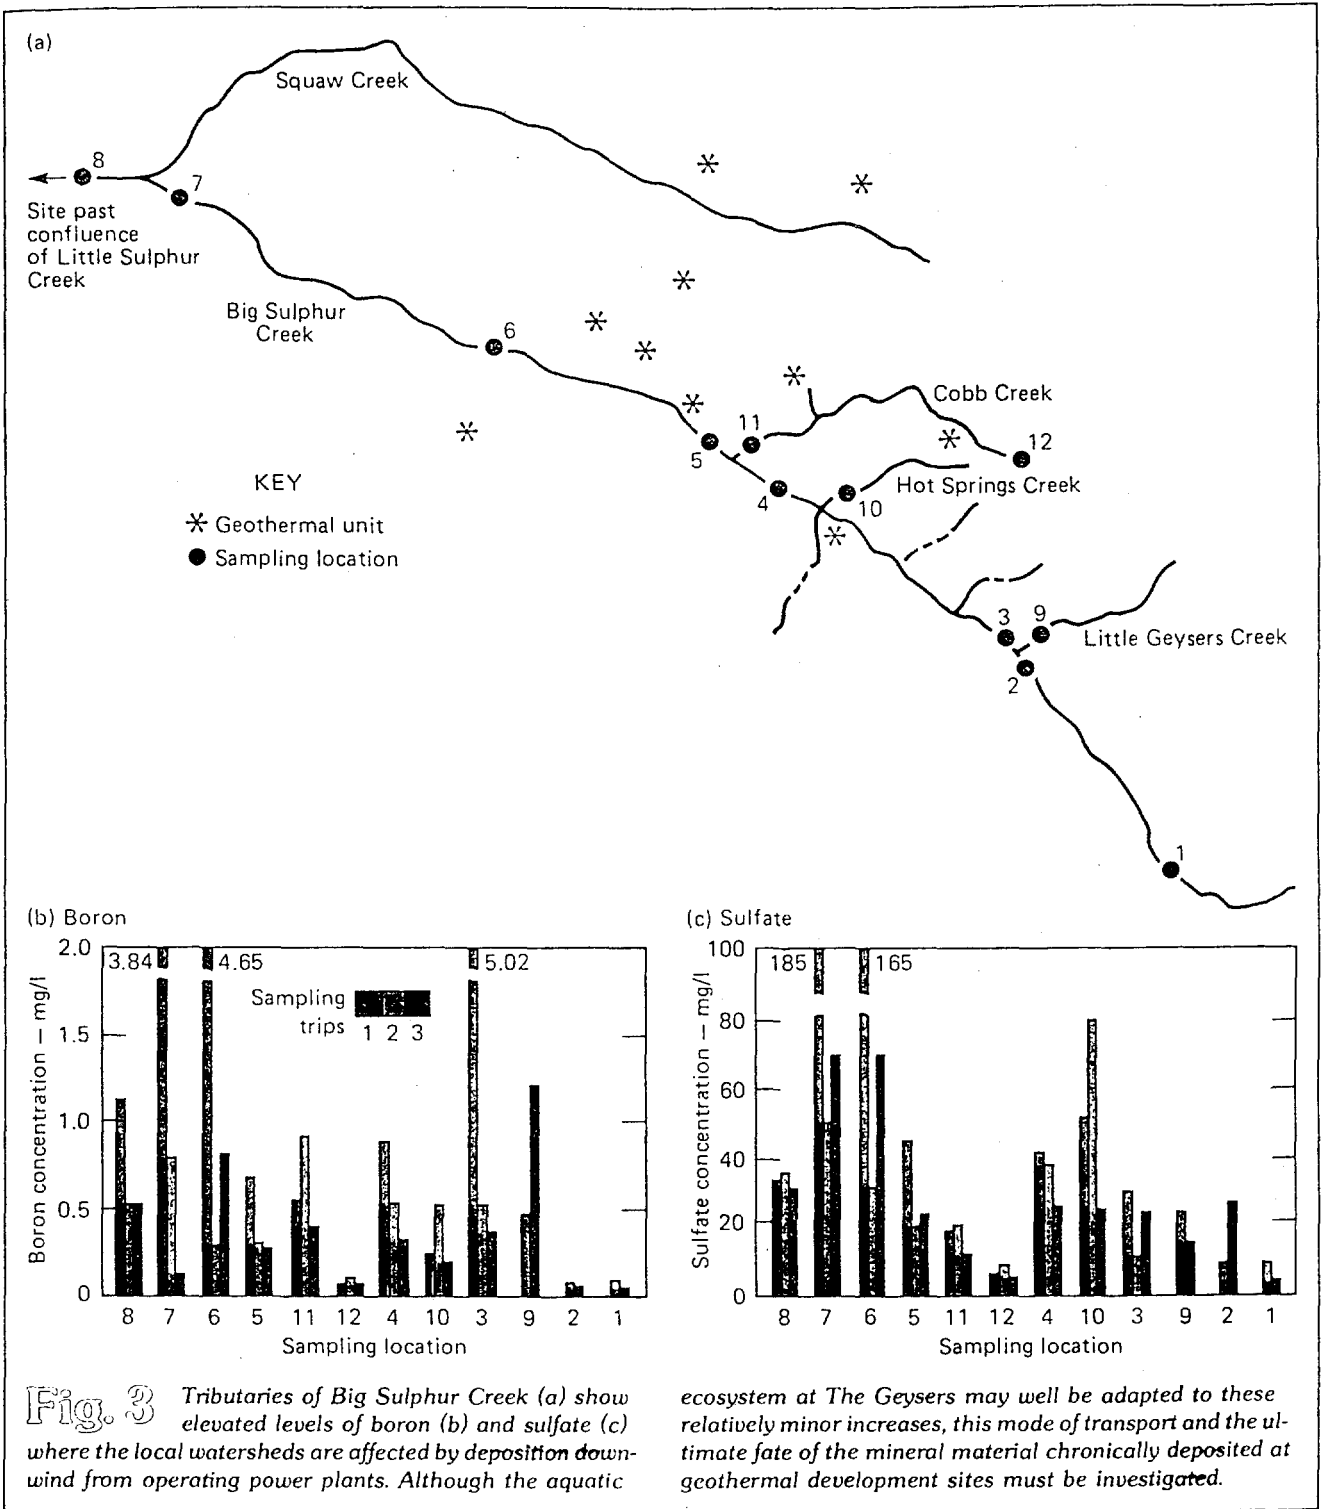 (a)
Squaw Creek
8
7
Site past
confluence
of Little Sulphur
Creek
Big Sulphur
Creek
6
Cobb Creek
11
12
5
KEY
Hot Springs Creek
4
10
Geothermal unit
Sampling location
3 9
Little Geysers Creek
2
1
(b) Boron
2.0
3.84
4.65
5.02
Sampling
trips
1 2 3
1.5
1.0
0.5
0
Boron concentration — mg/l
8 7 6 5 11 12 4 10 3 9 2 1
Sampling location
(c) Sulfate
100
185
165
80
60
40
20
0
Sulfate concentration — mg/l
8 7 6 5 11 12 4 10 3 9 2 1
Sampling location
Fig. 3
Tributaries of Big Sulphur Creek (a) show
elevated levels of boron (b) and sulfate (c)
where the local watersheds are affected by deposition down-
wind from operating power plants. Although the aquatic
ecosystem at The Geysers may well be adapted to these
relatively minor increases, this mode of transport and the ul-
timate fate of the mineral material chronically deposited at
geothermal development sites must be investigated.